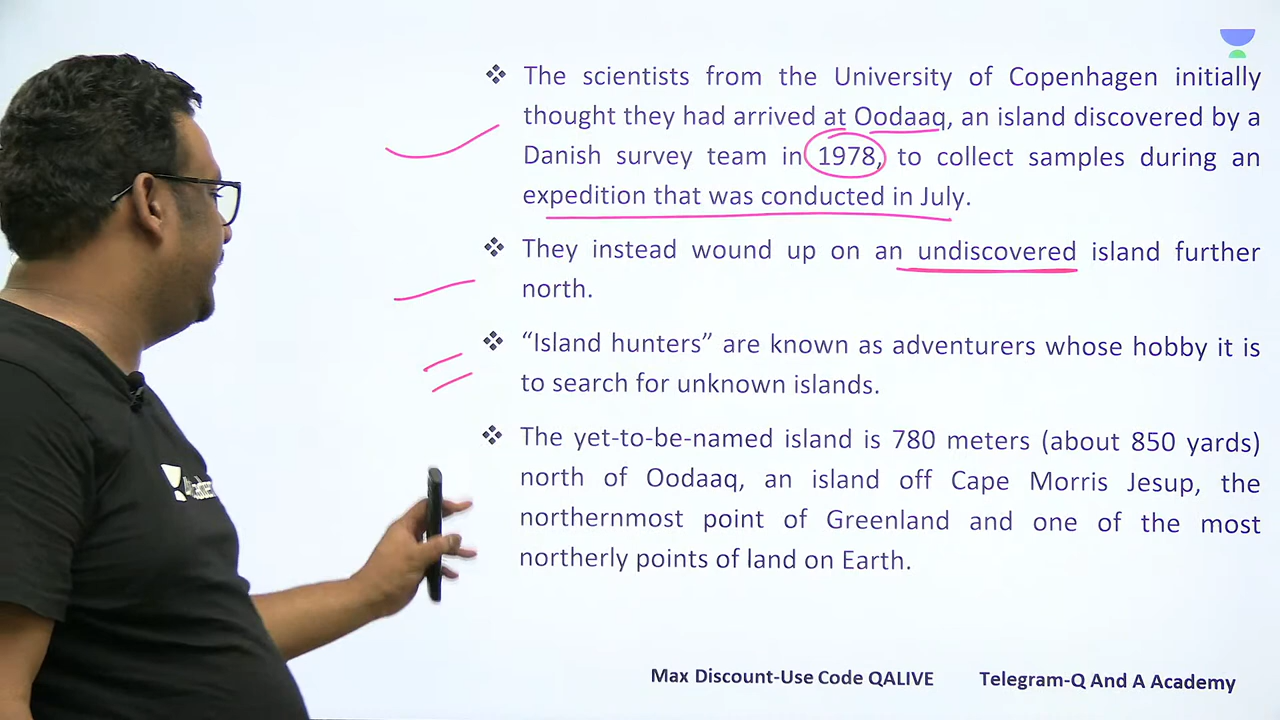 ❖ The scientists from the University of Copenhagen initially
thought they had arrived at Oodaaq, an island discovered by a
Danish survey team in 1978, to collect samples during an
expedition that was conducted in July.
❖ They instead wound up on an undiscovered island further
north.
❖ “Island hunters” are known as adventurers whose hobby it is
to search for unknown islands.
❖ The yet-to-be-named island is 780 meters (about 850 yards)
north of Oodaaq, an island off Cape Morris Jesup, the
northernmost point of Greenland and one of the most
northerly points of land on Earth.
Max Discount-Use Code QALIVE Telegram-Q And A Academy